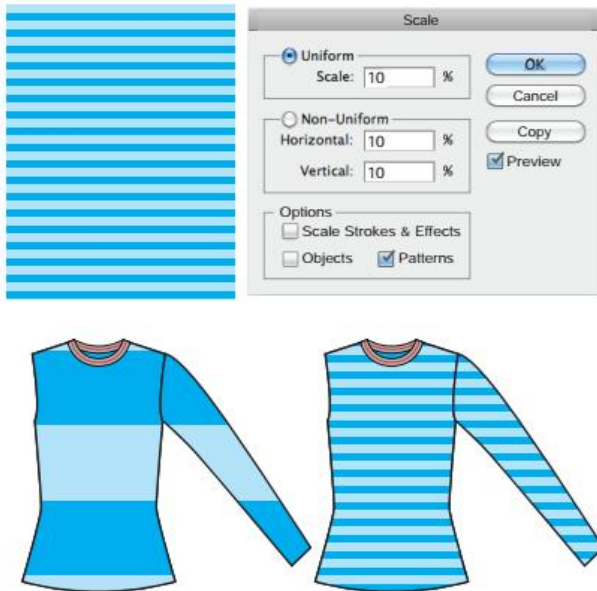 Scale
Uniform
Scale: 10 %
Non-Uniform
Horizontal: 10 %
Vertical: 10 %
Options
Scale Strokes & Effects
Objects Patterns
OK
Cancel
Copy
Preview